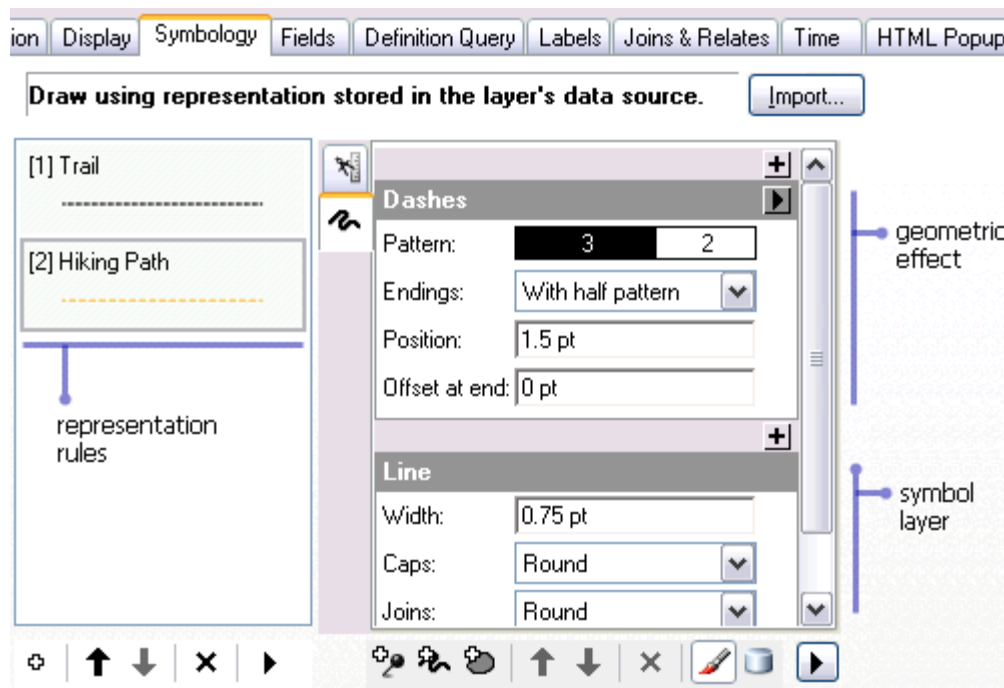 ion Display Symbology Fields Definition Query Labels Joins & Relates Time HTML Popup
Draw using representation stored in the layer's data source. Import...
[1] Trail
[2] Hiking Path
representation
rules
Dashes
Pattern: 3 2
Endings: With half pattern
Position: 1.5 pt
Offset at end: 0 pt
Line
Width: 0.75 pt
Caps: Round
Joins: Round
geometric
effect
symbol
layer